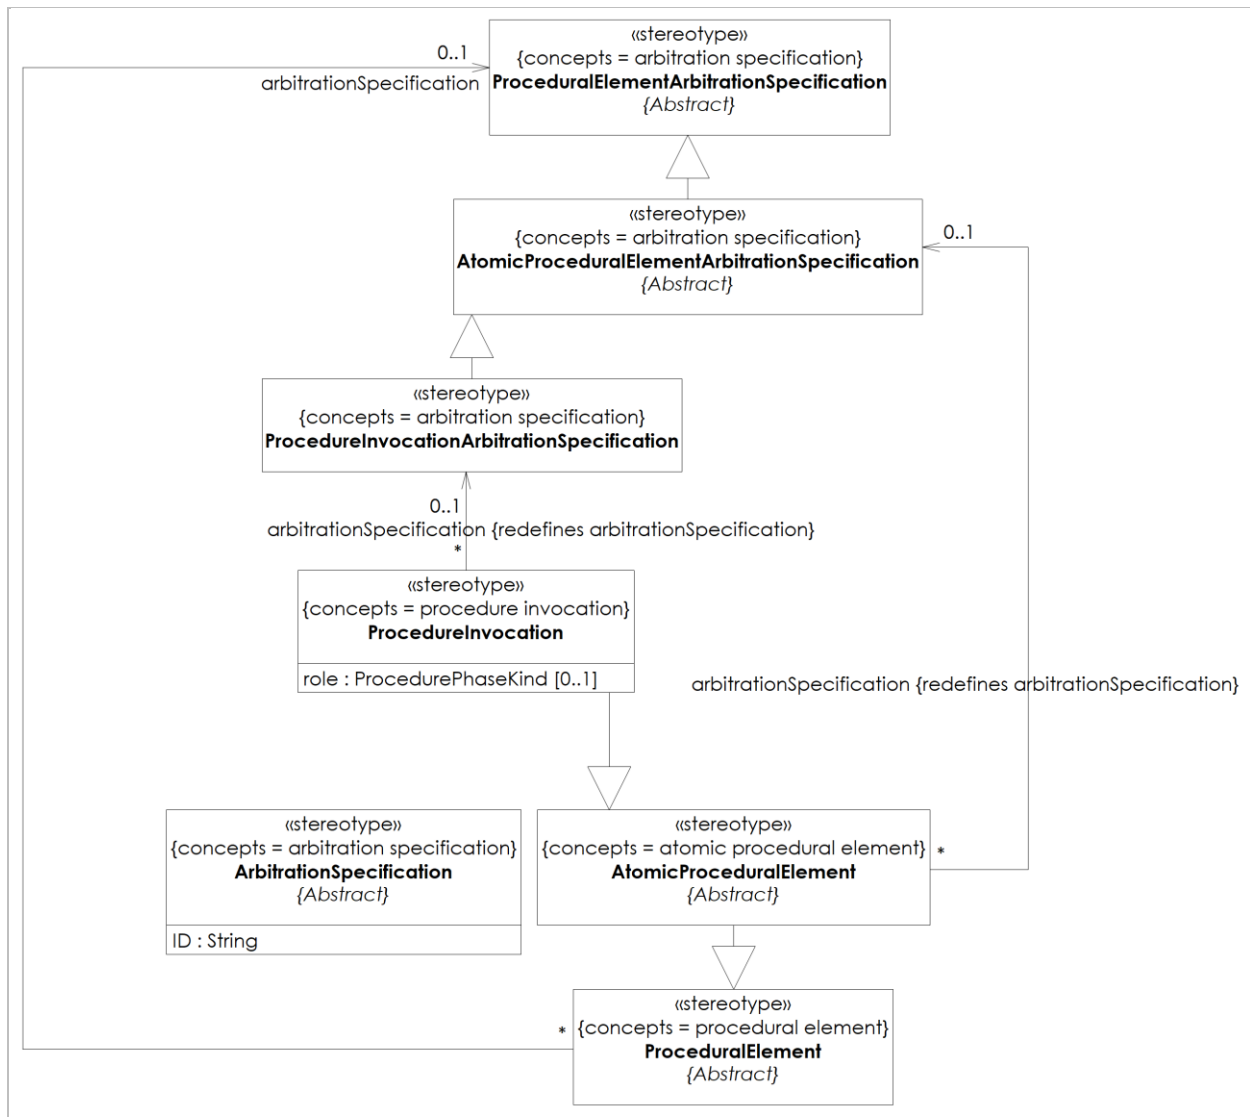 «stereotype»
{concepts = arbitration specification}
ProceduralElementArbitrationSpecification
{Abstract}
0..1
arbitrationSpecification
«stereotype»
{concepts = arbitration specification}
AtomicProceduralElementArbitrationSpecification
{Abstract}
0..1
«stereotype»
{concepts = arbitration specification}
ProcedureInvocationArbitrationSpecification
0..1
arbitrationSpecification {redefines arbitrationSpecification}
*
«stereotype»
{concepts = procedure invocation}
ProcedureInvocation
role : ProcedurePhaseKind [0..1]
arbitrationSpecification {redefines arbitrationSpecification}
«stereotype»
{concepts = arbitration specification}
ArbitrationSpecification
{Abstract}
ID : String
«stereotype»
{concepts = atomic procedural element}
AtomicProceduralElement
{Abstract}
*
«stereotype»
{concepts = procedural element}
ProceduralElement
{Abstract}
*